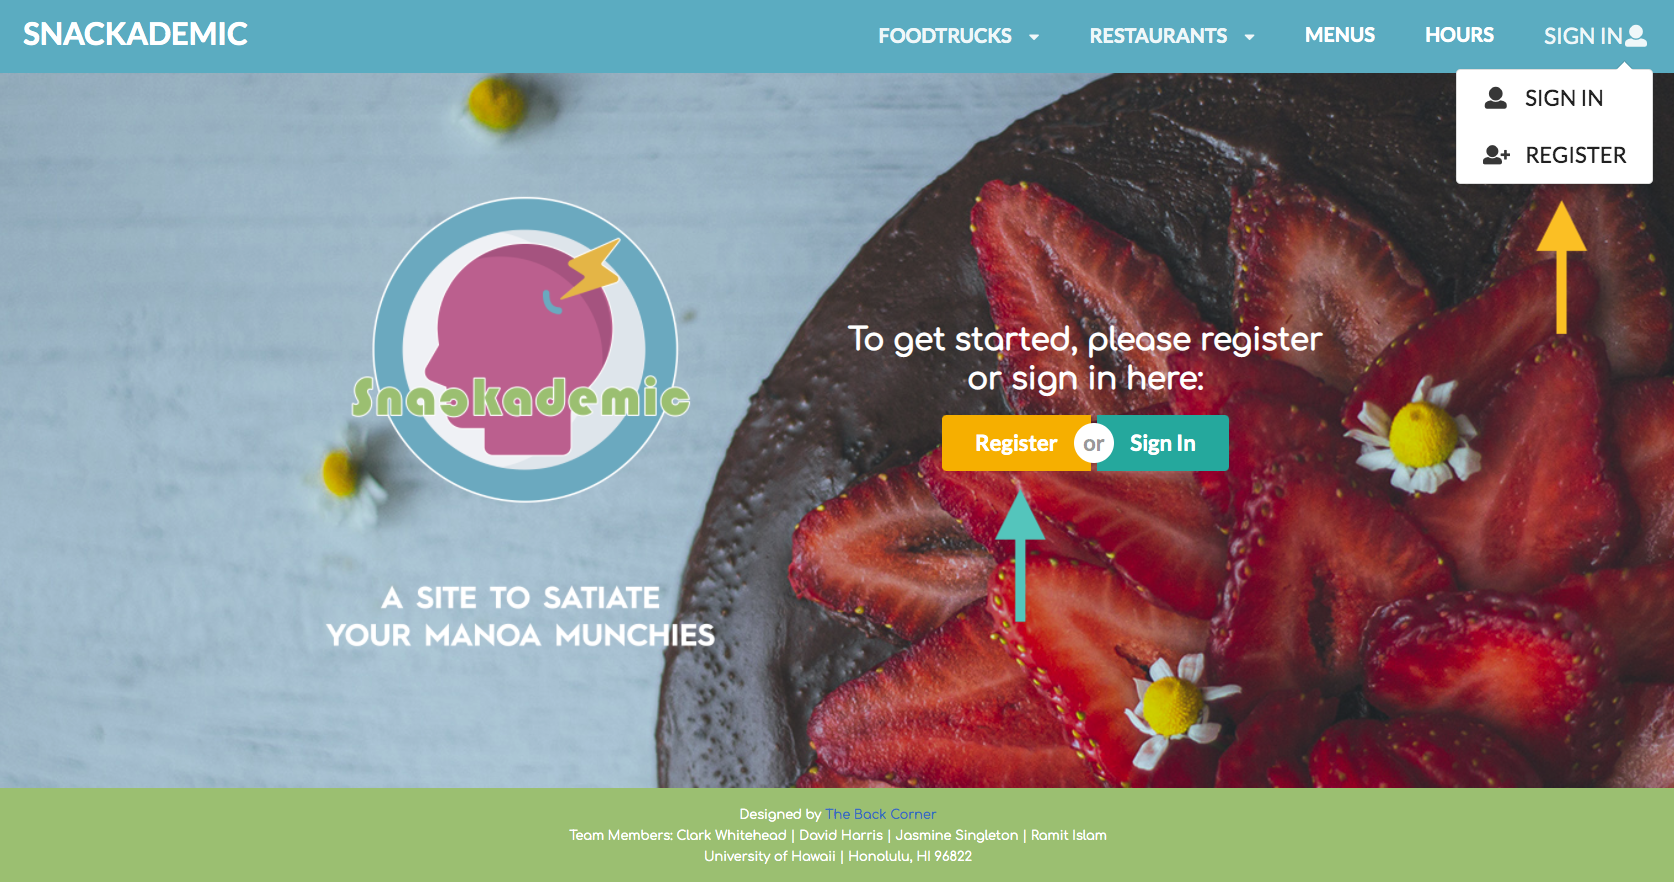 SNACKADEMIC
FOODTRUCKS
RESTAURANTS
MENUS
HOURS
SIGN IN
SIGN IN
REGISTER
Snackademic
To get started, please register
or sign in here:
Register
or
Sign In
A SITE TO SATIATE
YOUR MANOA MUNCHIES
Designed by The Back Corner
Team Members: Clark Whitehead | David Harris | Jasmine Singleton | Ramit Islam
University of Hawaii | Honolulu, HI 96822